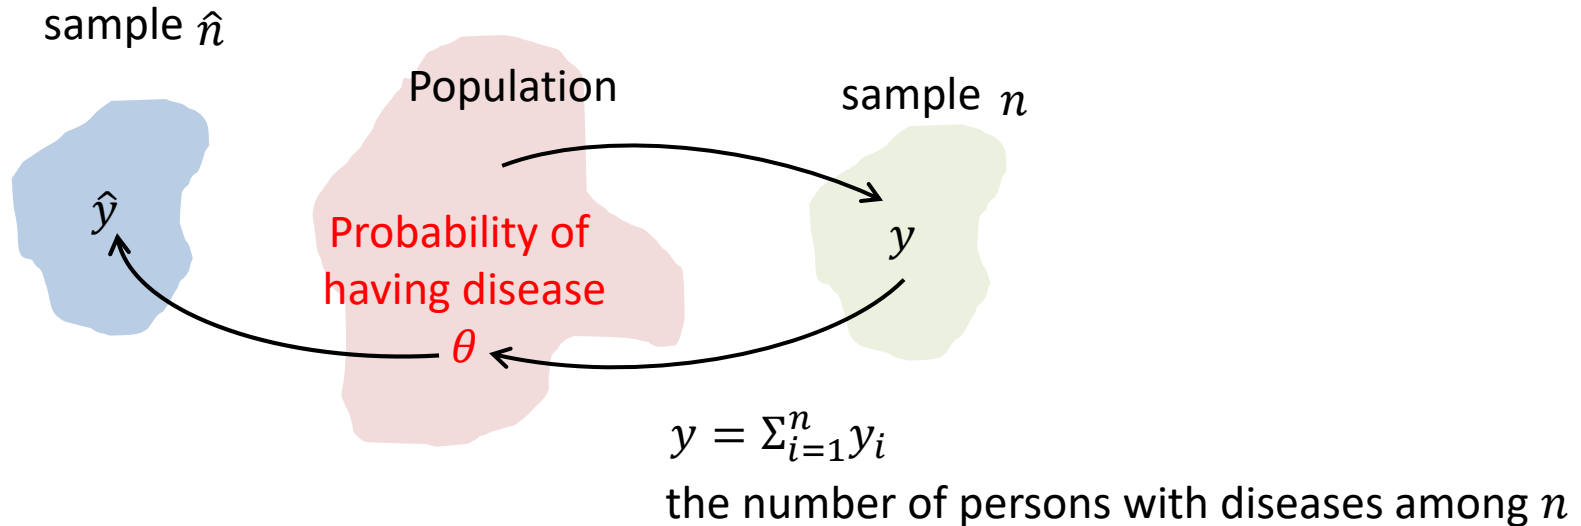 sample n̂
Population
sample n
ŷ
Probability of
having disease
θ
y
y = Σⁿᵢ₌₁yᵢ
the number of persons with diseases among n